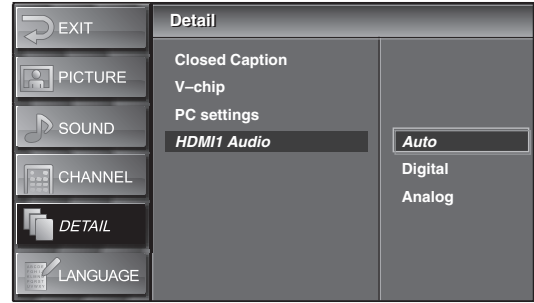 EXIT
PICTURE
SOUND
CHANNEL
DETAIL
LANGUAGE
Detail
Closed Caption
V–chip
PC settings
HDMI1 Audio
Auto
Digital
Analog